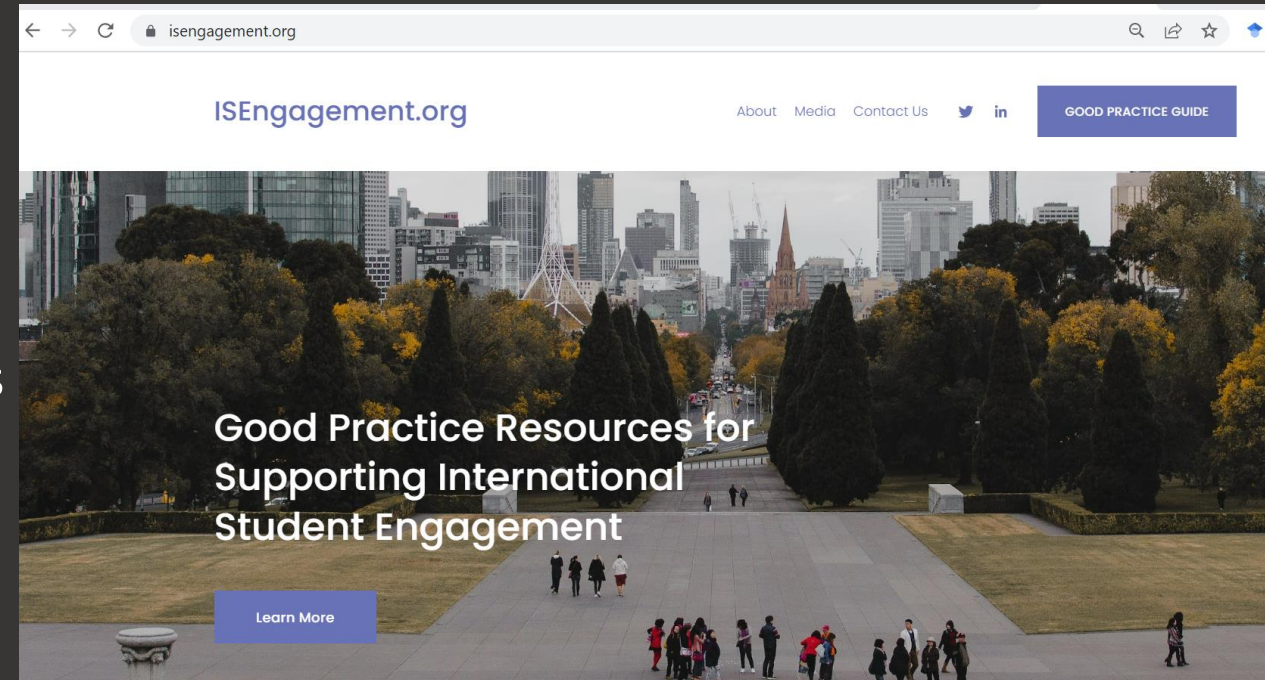 isengagement.org
ISEngagement.org
About Media Contact Us in GOOD PRACTICE GUIDE
Good Practice Resources for
Supporting International
Student Engagement
Learn More